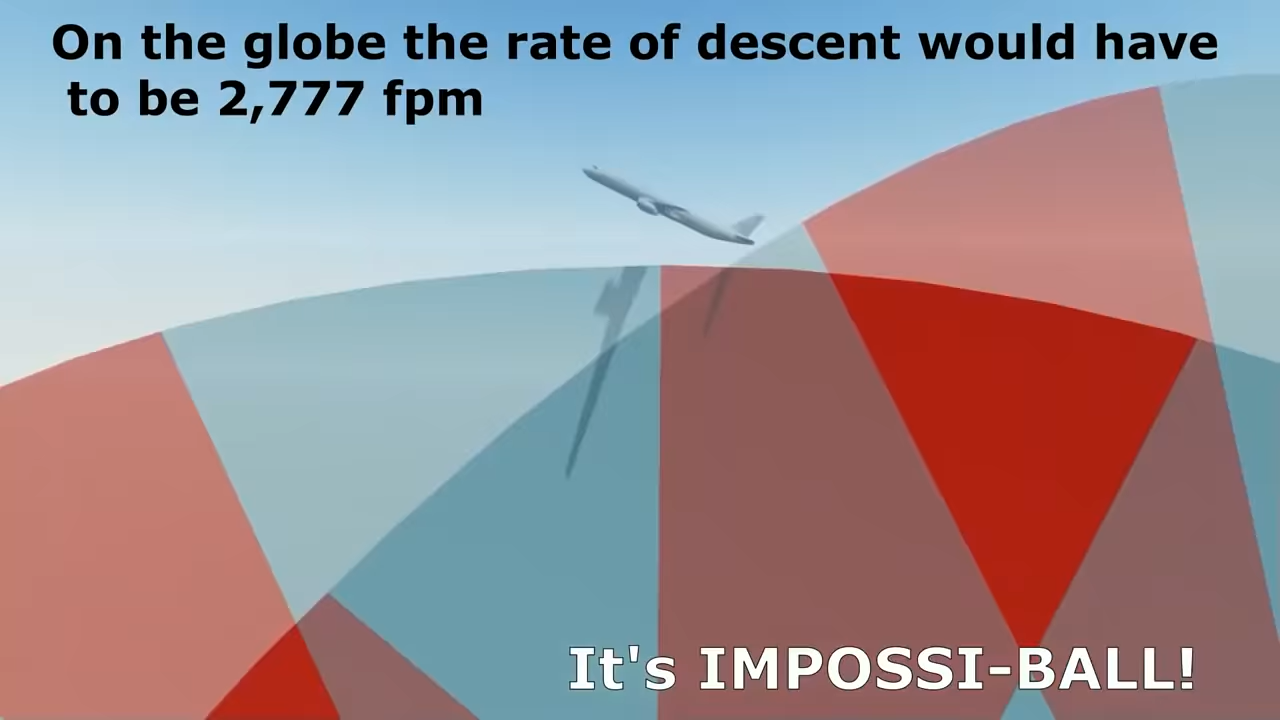 On the globe the rate of descent would have
to be 2,777 fpm
It's IMPOSSI-BALL!